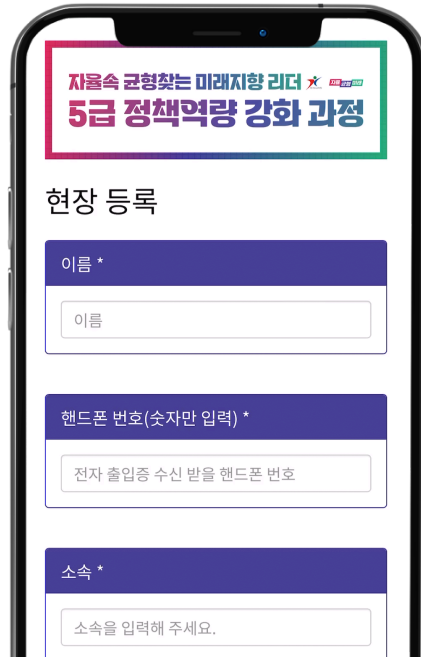 자율속 균형찾는 미래지향 리더
5급 정책역량 강화 과정
현장 등록
이름 *
이름
핸드폰 번호(숫자만 입력) *
전자 출입증 수신 받을 핸드폰 번호
소속 *
소속을 입력해 주세요.